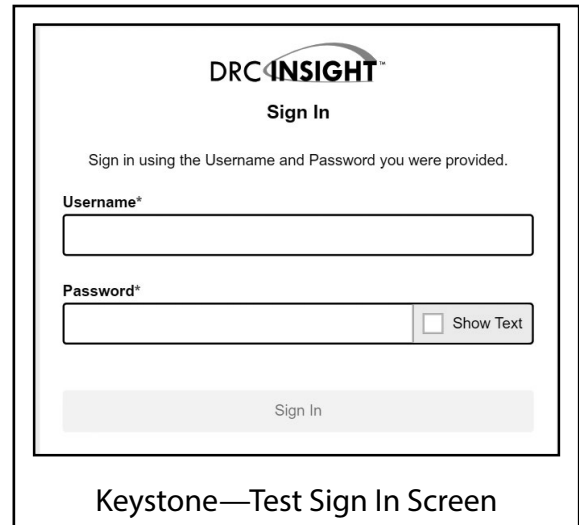 DRC INSIGHT™
Sign In
Sign in using the Username and Password you were provided.
Username*
Password*
Show Text
Sign In
Keystone—Test Sign In Screen